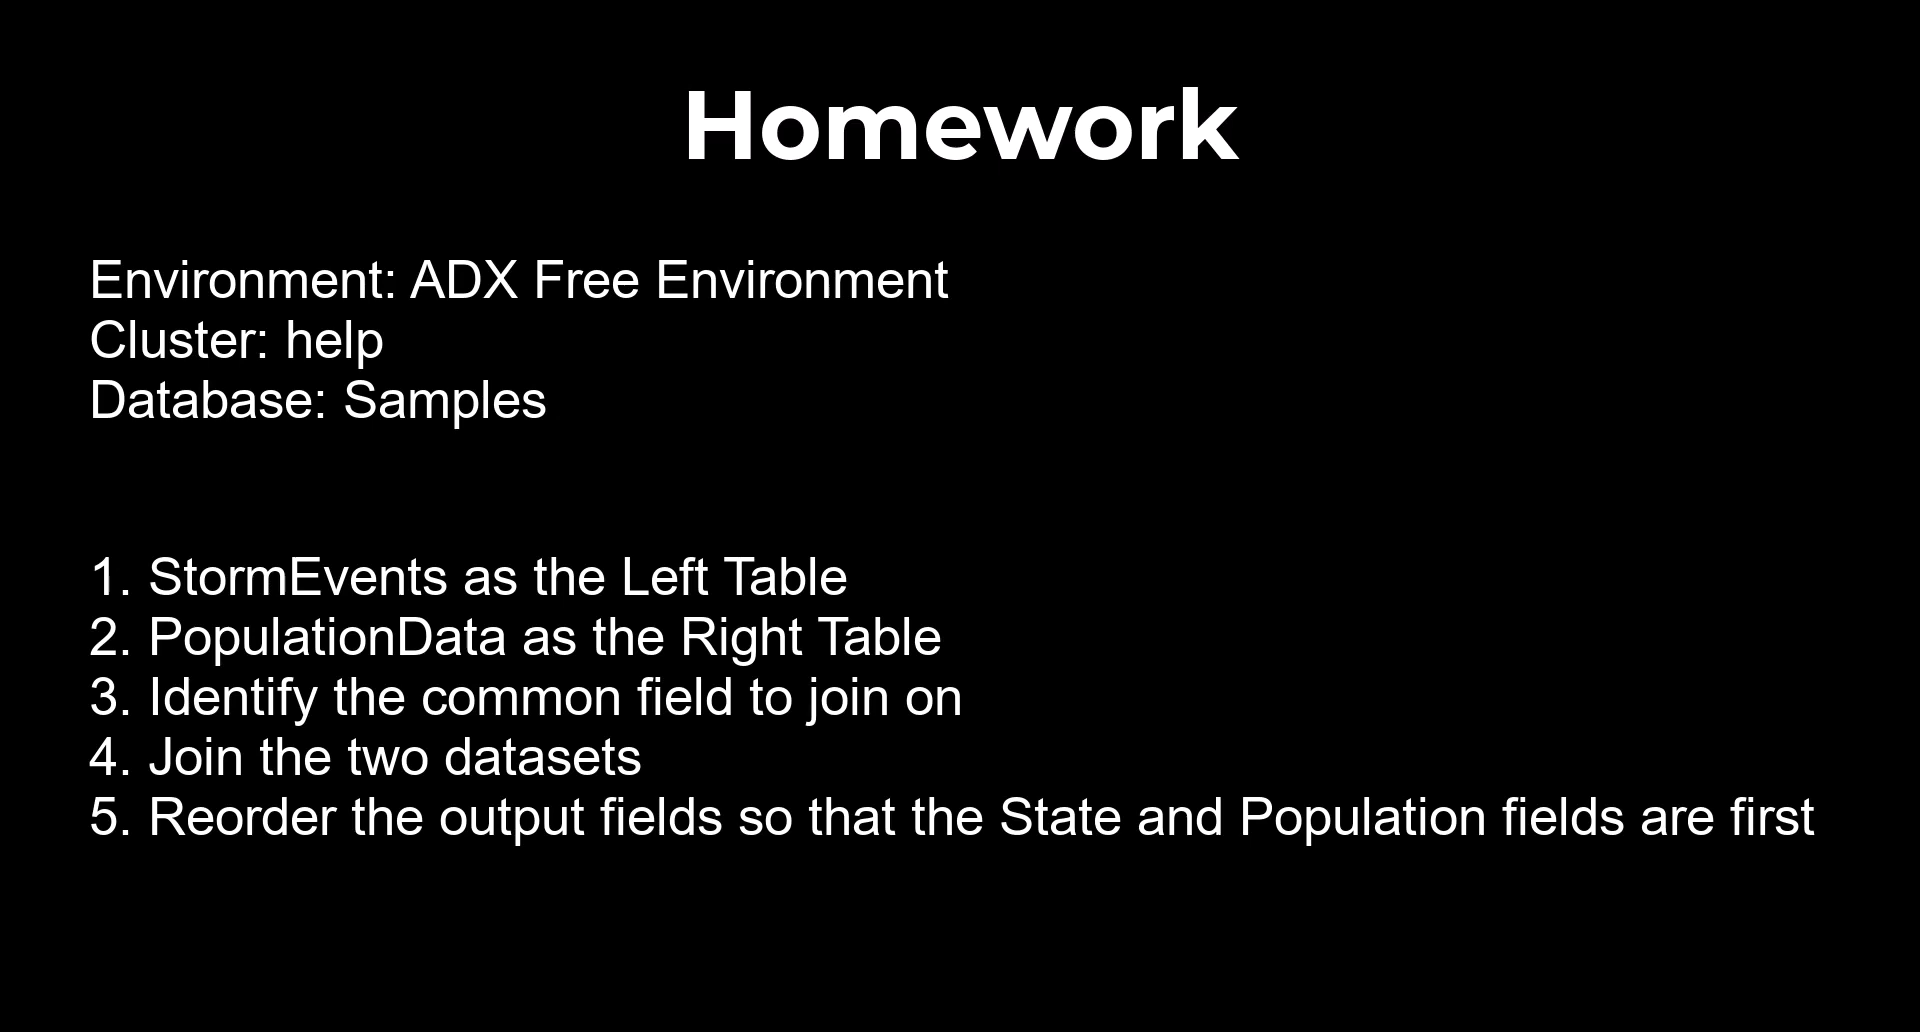 Homework
Environment: ADX Free Environment
Cluster: help
Database: Samples
1. StormEvents as the Left Table
2. PopulationData as the Right Table
3. Identify the common field to join on
4. Join the two datasets
5. Reorder the output fields so that the State and Population fields are first